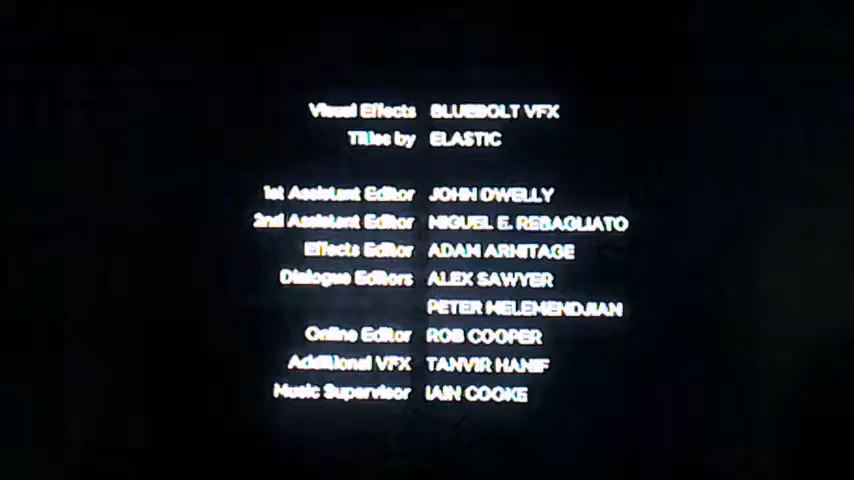 Visual Effects BLUEBOLT VFX
Titles by ELASTIC
1st Assistant Editor JOHN DWELLY
2nd Assistant Editor MIGUEL E. REBAGLIATO
Effects Editor ADAM ARMITAGE
Dialogue Editors ALEX SAWYER
PETER MELEMENDJIAN
Online Editor ROB COOPER
Additional VFX TANVIR HANIF
Music Supervisor IAIN COOKE